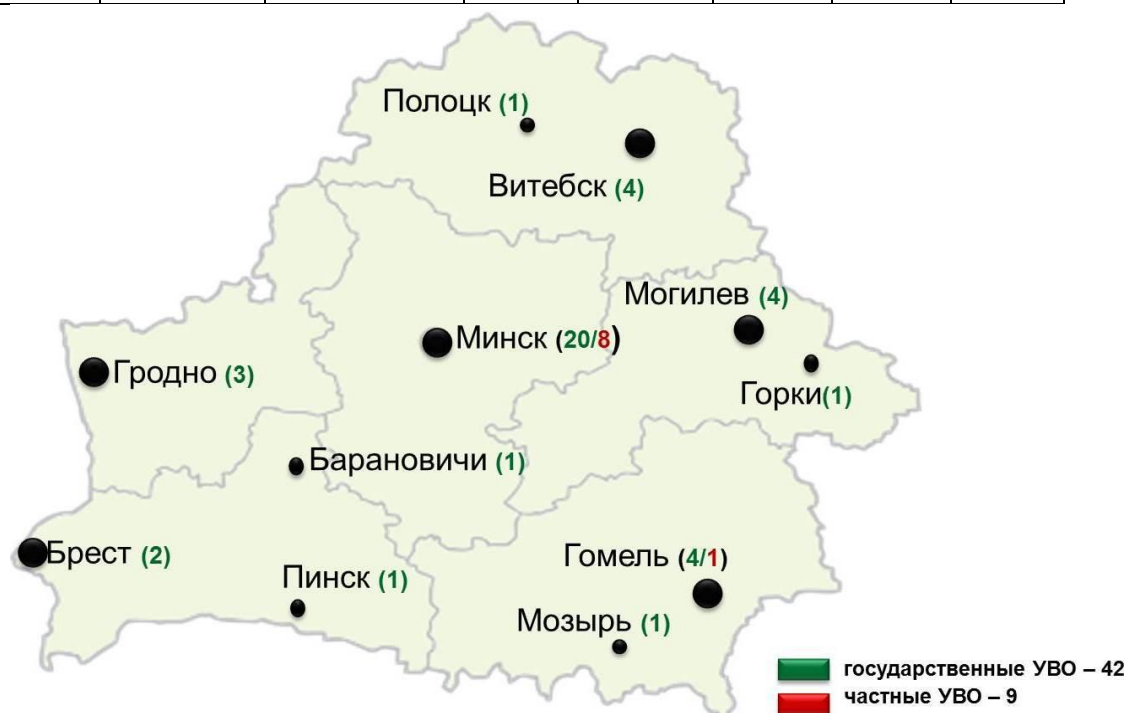 Полоцк (1)
Витебск (4)
Могилев (4)
Минск (20/8)
Гродно (3)
Горки(1)
Барановичи (1)
Брест (2)
Гомель (4/1)
Пинск (1)
Мозырь (1)
государственные УВО – 42
частные УВО – 9